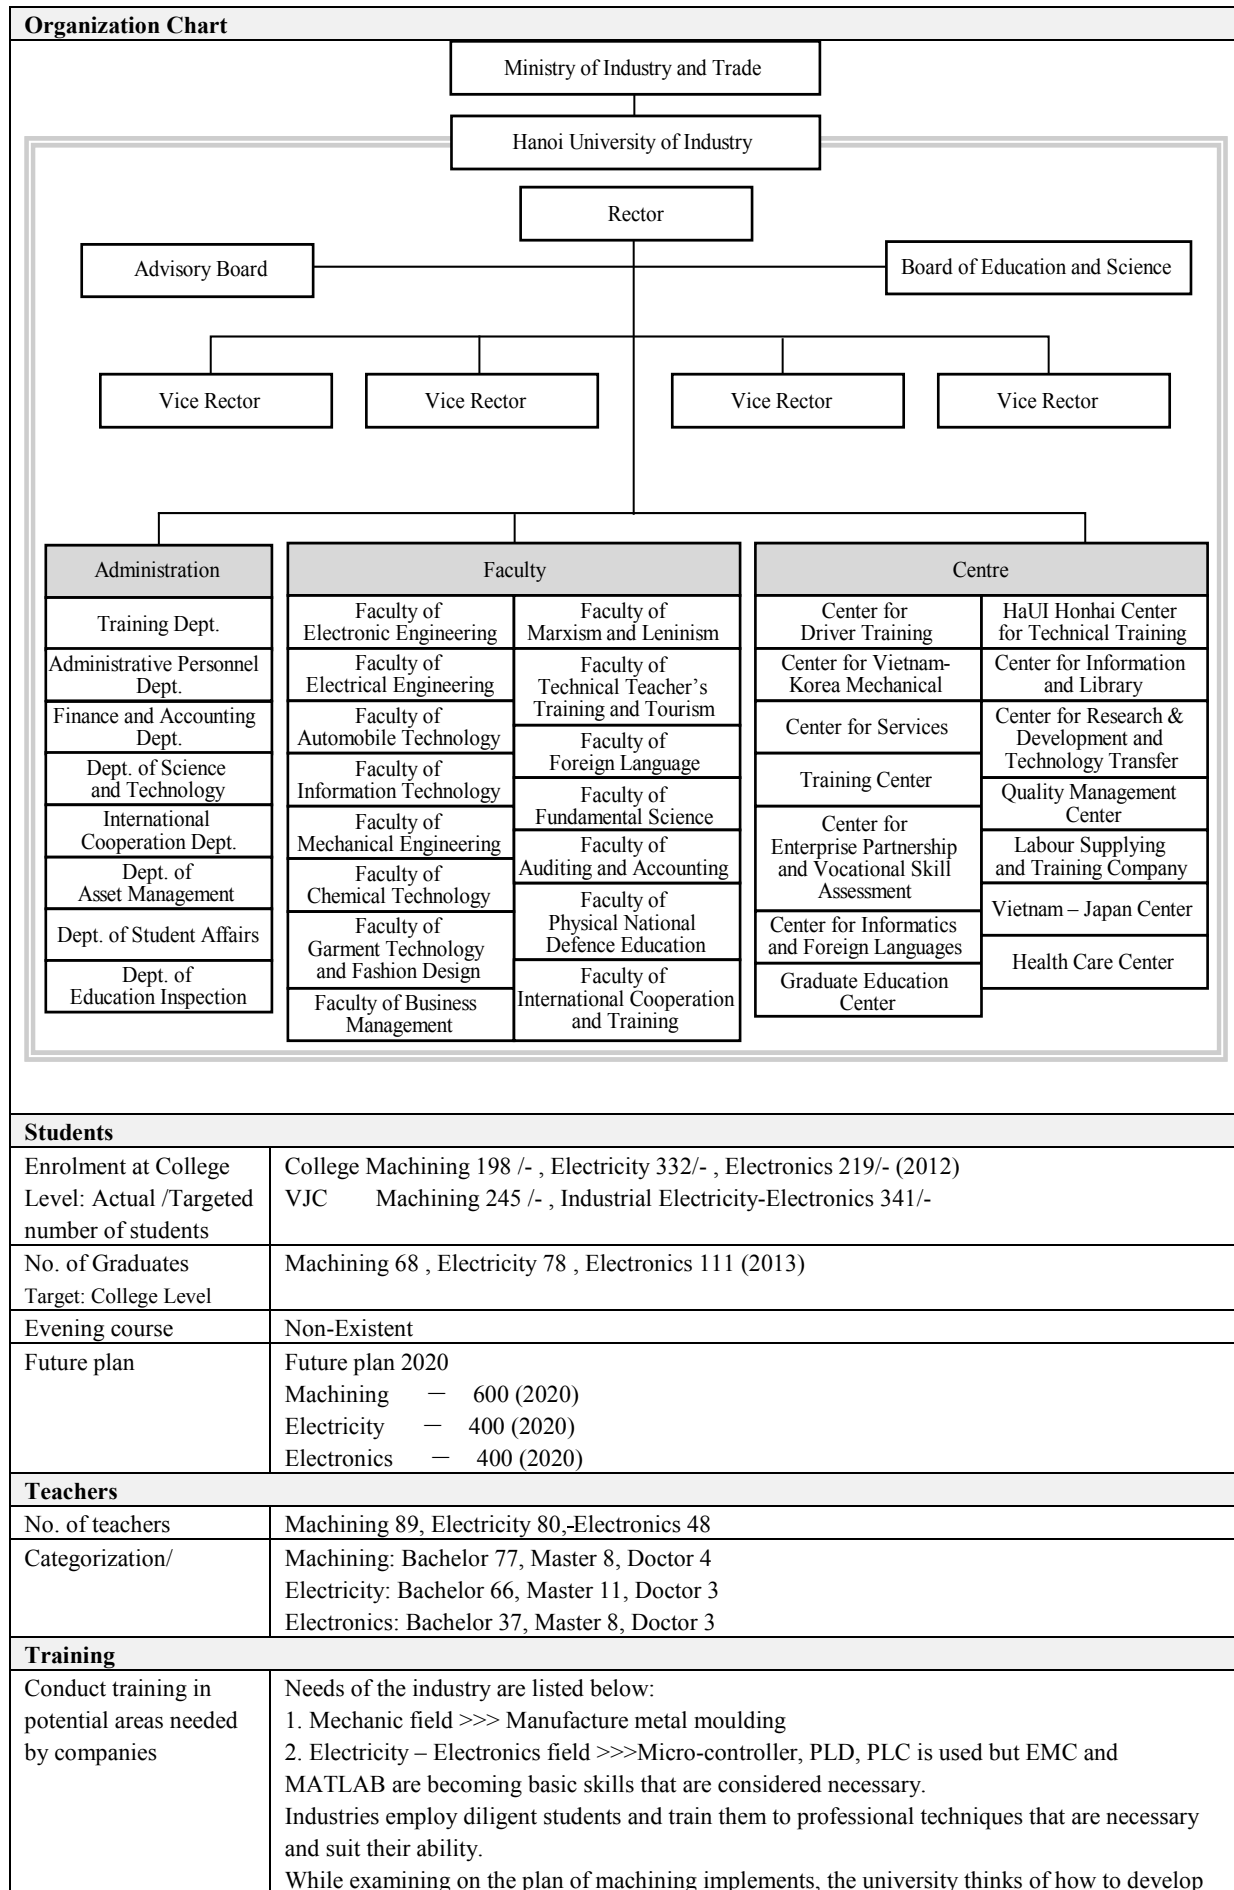 Organization Chart
Ministry of Industry and Trade
Hanoi University of Industry
Rector
Advisory Board
Board of Education and Science
Vice Rector
Vice Rector
Vice Rector
Vice Rector
Administration
Training Dept.
Administrative Personnel
Dept.
Finance and Accounting
Dept.
Dept. of Science
and Technology
International
Cooperation Dept.
Dept. of
Asset Management
Dept. of Student Affairs
Dept. of
Education Inspection
Faculty
Faculty of
Electronic Engineering
Faculty of
Electrical Engineering
Faculty of
Automobile Technology
Faculty of
Information Technology
Faculty of
Mechanical Engineering
Faculty of
Chemical Technology
Faculty of
Garment Technology
and Fashion Design
Faculty of Business
Management
Faculty of
Marxism and Leninism
Faculty of
Technical Teacher’s
Training and Tourism
Faculty of
Foreign Language
Faculty of
Fundamental Science
Faculty of
Auditing and Accounting
Faculty of
Physical National
Defence Education
Faculty of
International Cooperation
and Training
Centre
Center for
Driver Training
Center for Vietnam-
Korea Mechanical
Center for Services
Training Center
Center for
Enterprise Partnership
and Vocational Skill
Assessment
Center for Informatics
and Foreign Languages
Graduate Education
Center
HaUI Honhai Center
for Technical Training
Center for Information
and Library
Center for Research &
Development and
Technology Transfer
Quality Management
Center
Labour Supplying
and Training Company
Vietnam – Japan Center
Health Care Center
Students
Enrolment at College
Level: Actual /Targeted
number of students
College Machining 198 /- , Electricity 332/- , Electronics 219/- (2012)
VJC Machining 245 /- , Industrial Electricity-Electronics 341/-
No. of Graduates
Target: College Level
Machining 68 , Electricity 78 , Electronics 111 (2013)
Evening course
Non-Existent
Future plan
Future plan 2020
Machining － 600 (2020)
Electricity － 400 (2020)
Electronics － 400 (2020)
Teachers
No. of teachers
Machining 89, Electricity 80,-Electronics 48
Categorization/
Machining: Bachelor 77, Master 8, Doctor 4
Electricity: Bachelor 66, Master 11, Doctor 3
Electronics: Bachelor 37, Master 8, Doctor 3
Training
Conduct training in
potential areas needed
by companies
Needs of the industry are listed below:
1. Mechanic field >>> Manufacture metal moulding
2. Electricity – Electronics field >>>Micro-controller, PLD, PLC is used but EMC and
MATLAB are becoming basic skills that are considered necessary.
Industries employ diligent students and train them to professional techniques that are necessary
and suit their ability.
While examining on the plan of machining implements, the university thinks of how to develop